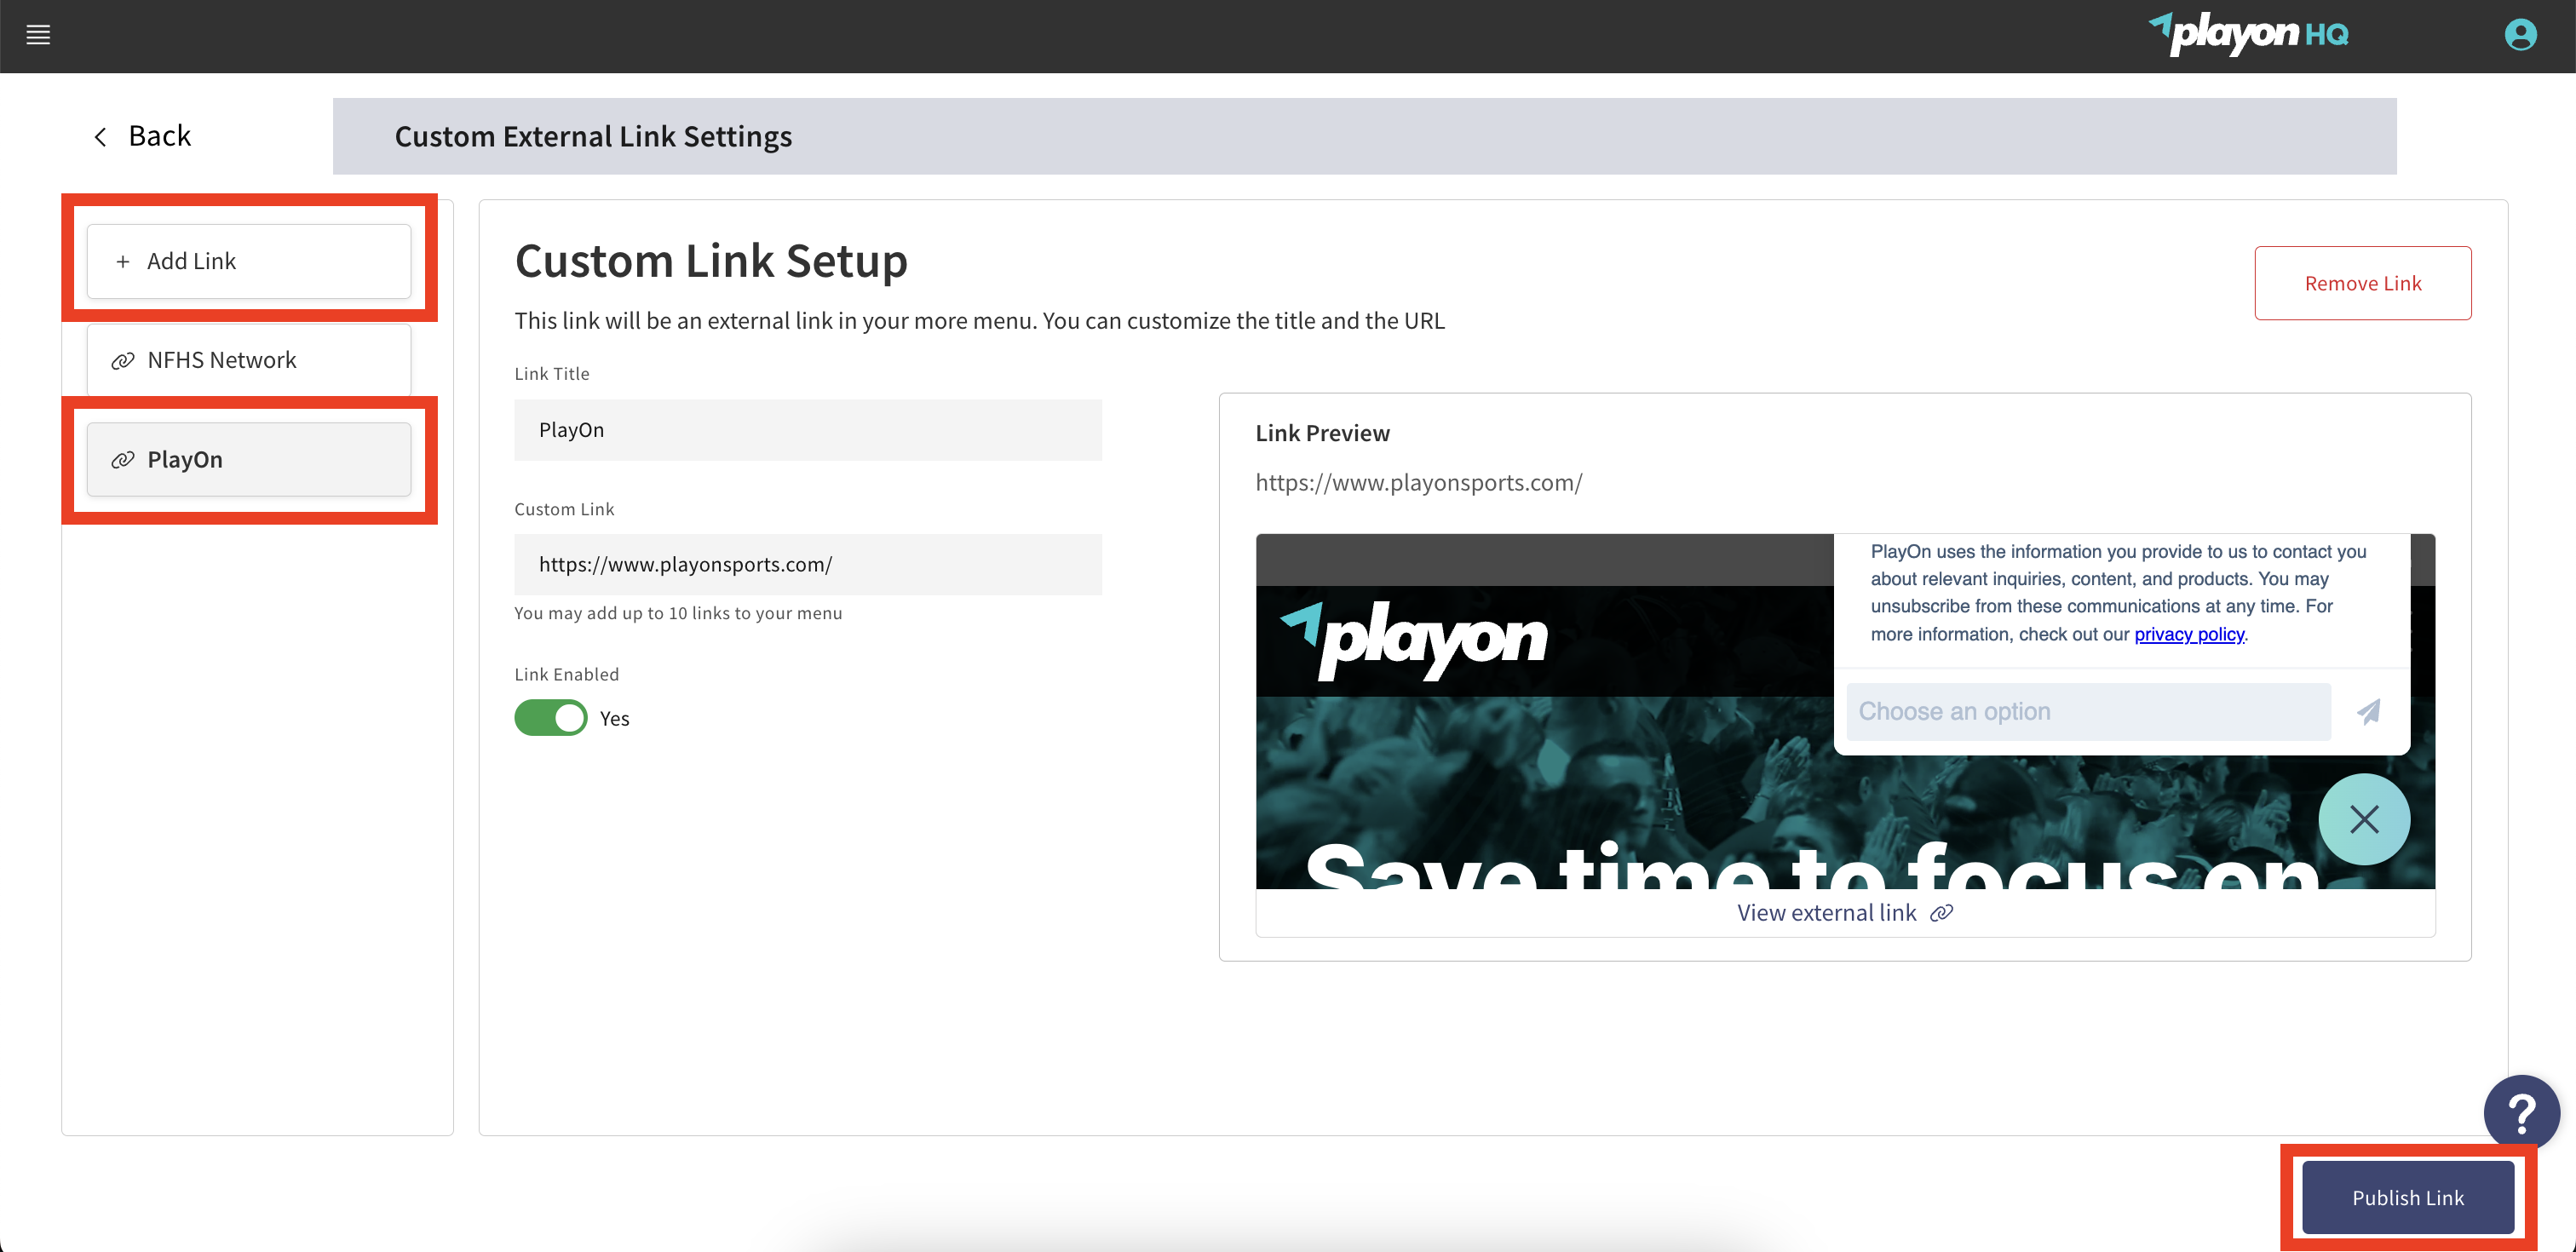 playon HQ
Back
Custom External Link Settings
+ Add Link
NFHS Network
PlayOn
Custom Link Setup
This link will be an external link in your more menu. You can customize the title and the URL
Remove Link
Link Title
PlayOn
Custom Link
https://www.playonsports.com/
You may add up to 10 links to your menu
Link Enabled
Yes
Link Preview
https://www.playonsports.com/
playon
PlayOn uses the information you provide to us to contact you
about relevant inquiries, content, and products. You may
unsubscribe from these communications at any time. For
more information, check out our privacy policy.
Choose an option
Save time to focus on
View external link
?
Publish Link